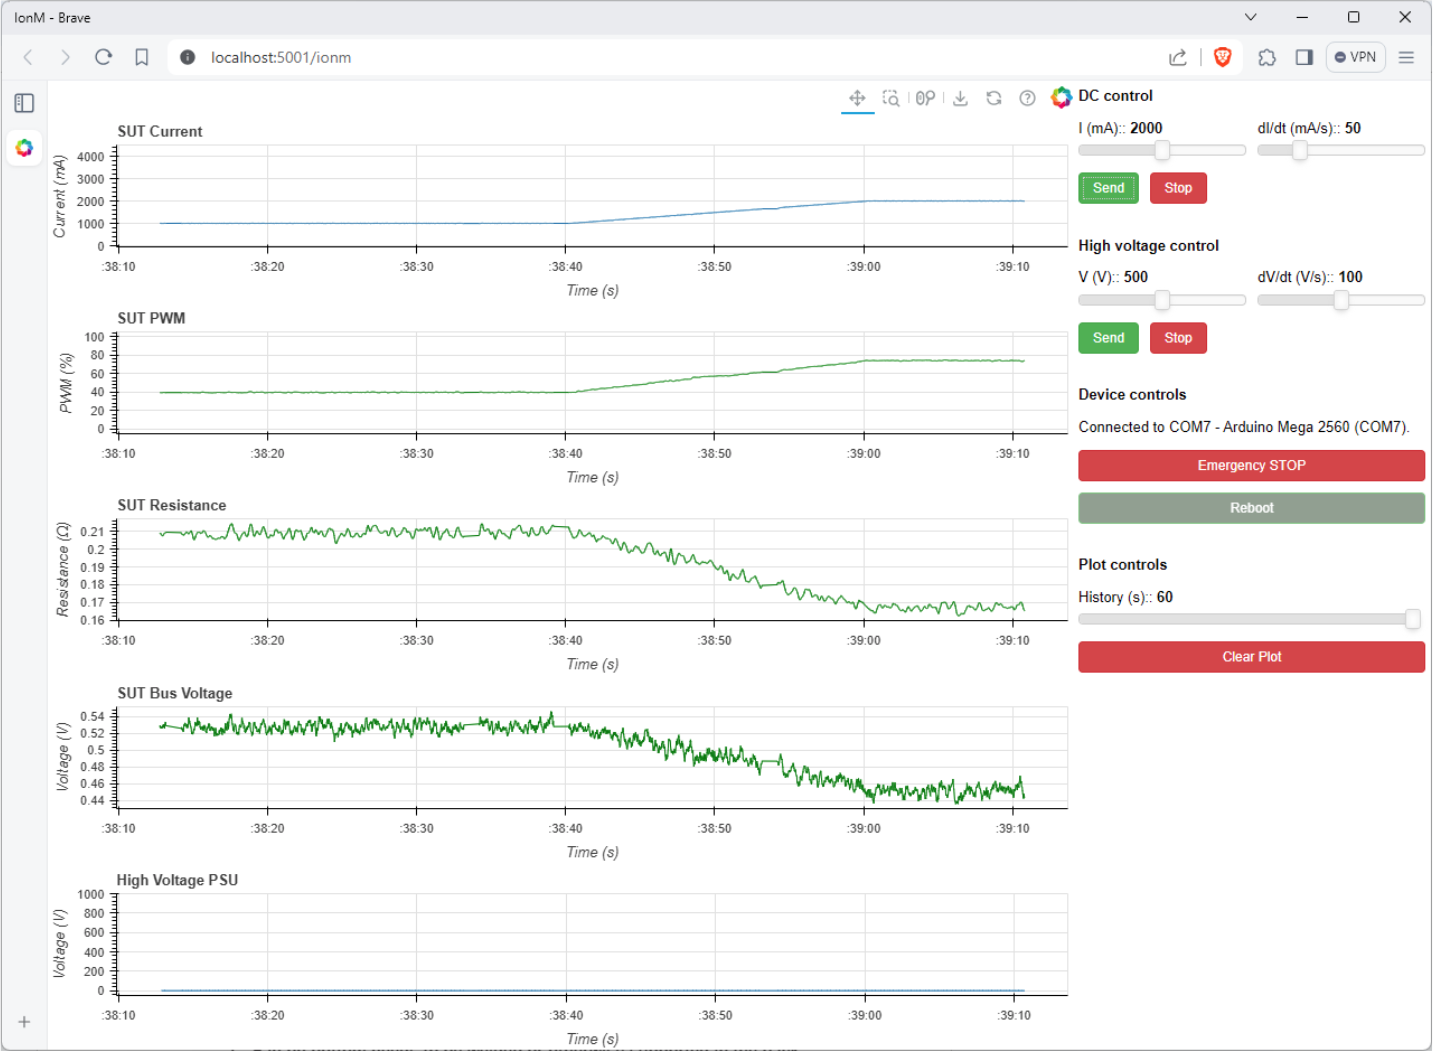 IonM - Brave
localhost:5001/ionm
VPN
SUT Current
Current (mA)
4000
3000
2000
1000
0
:38:10 :38:20 :38:30 :38:40 :38:50 :39:00 :39:10
Time (s)
SUT PWM
PWM (%)
100
80
60
40
20
0
:38:10 :38:20 :38:30 :38:40 :38:50 :39:00 :39:10
Time (s)
SUT Resistance
Resistance (Ω)
0.21
0.2
0.19
0.18
0.17
0.16
:38:10 :38:20 :38:30 :38:40 :38:50 :39:00 :39:10
Time (s)
SUT Bus Voltage
Voltage (V)
0.54
0.52
0.5
0.48
0.46
0.44
:38:10 :38:20 :38:30 :38:40 :38:50 :39:00 :39:10
Time (s)
High Voltage PSU
Voltage (V)
1000
800
600
400
200
0
:38:10 :38:20 :38:30 :38:40 :38:50 :39:00 :39:10
Time (s)
DC control
I (mA):: 2000 dI/dt (mA/s):: 50
Send Stop
High voltage control
V (V):: 500 dV/dt (V/s):: 100
Send Stop
Device controls
Connected to COM7 - Arduino Mega 2560 (COM7).
Emergency STOP
Reboot
Plot controls
History (s):: 60
Clear Plot